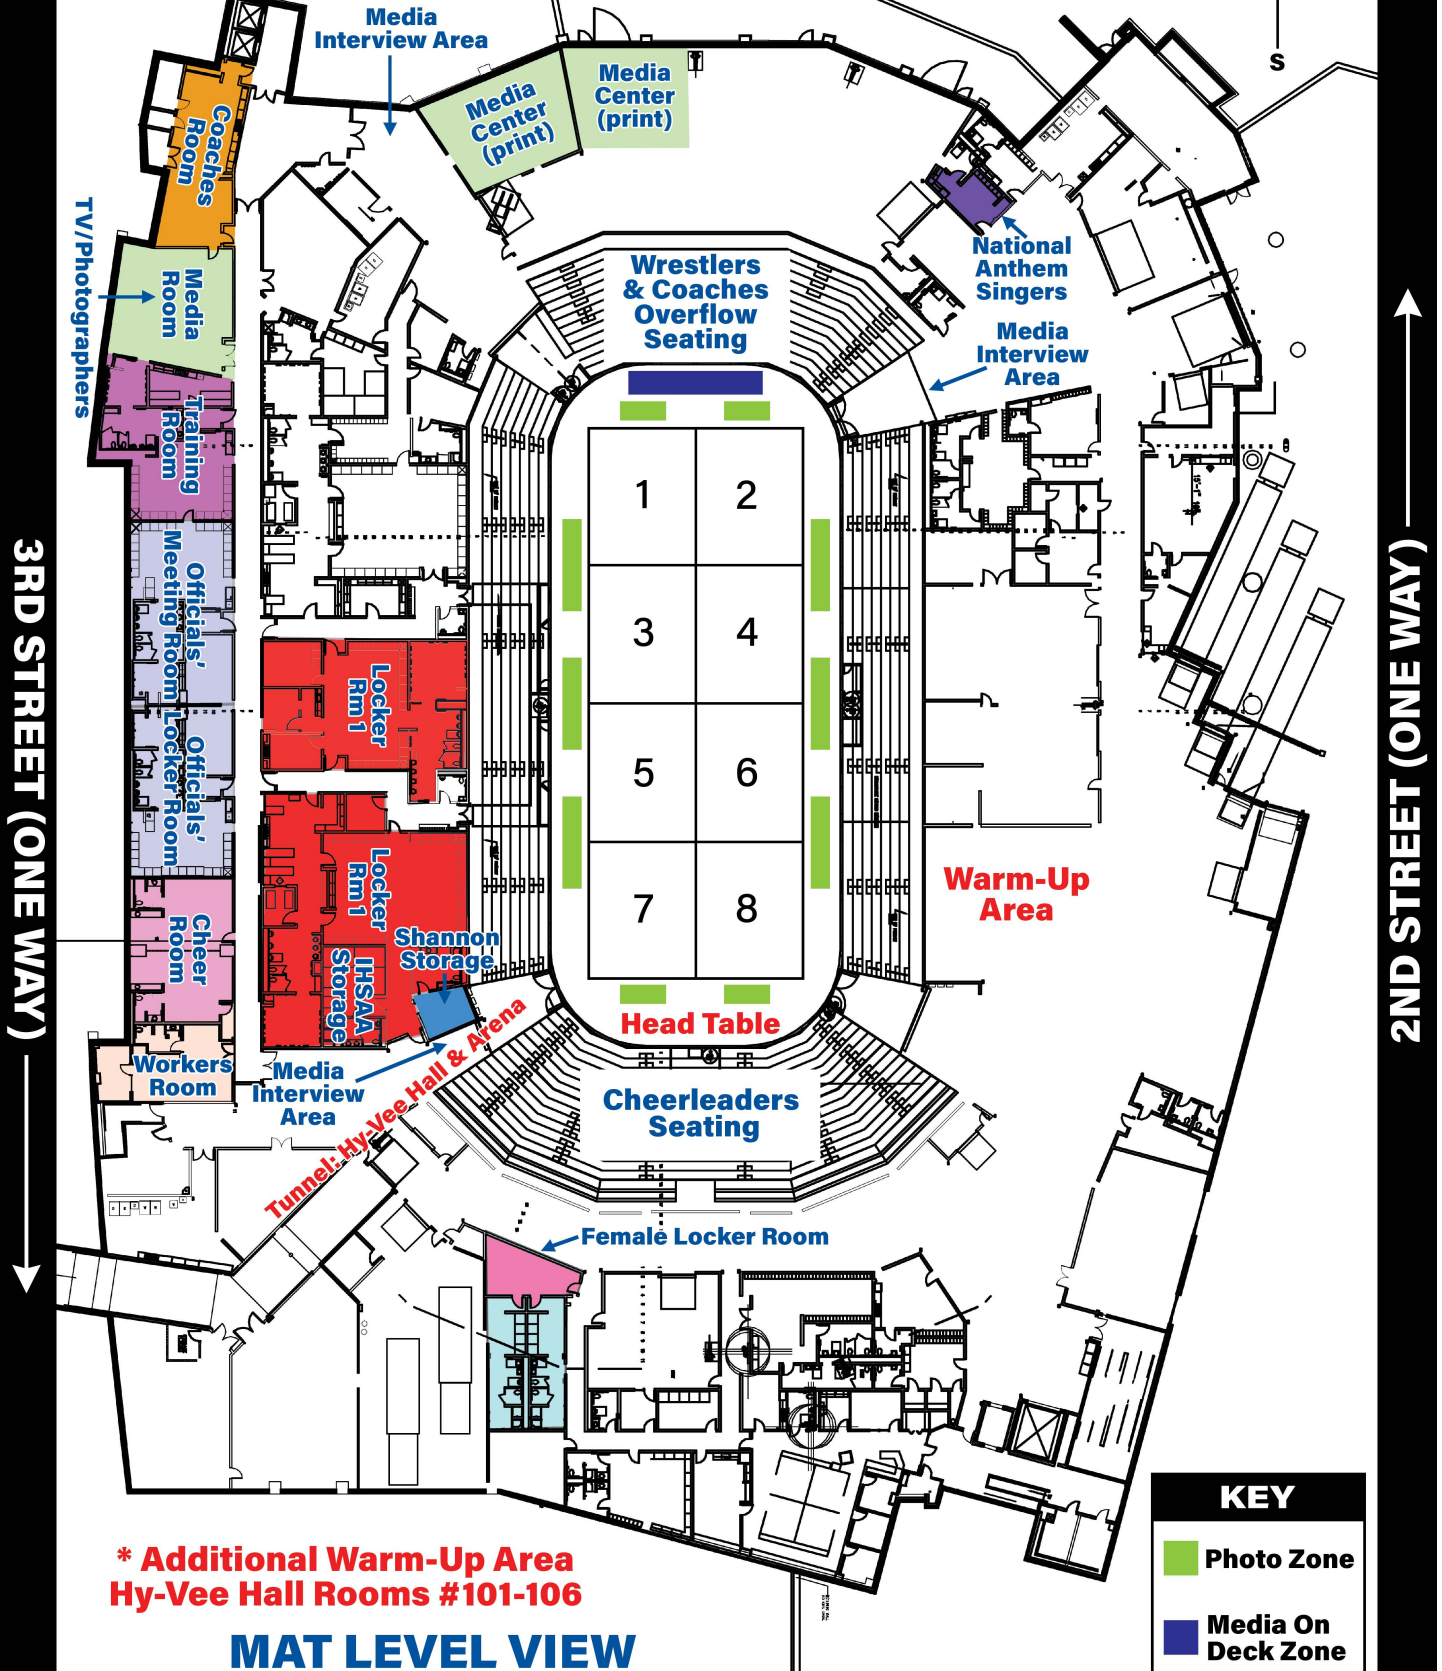 Media
Interview Area
S
Media
Center
(print)
Media
Center
(print)
Coaches
Room
TV/Photographers
Media
Room
National
Anthem
Singers
Wrestlers
& Coaches
Overflow
Seating
Media
Interview
Area
Training
Room
1
2
3
4
5
6
7
8
Officials’
Meeting Room
Officials’
Locker Room
Locker
Rm 1
Locker
Rm 1
Cheer
Room
Shannon
Storage
IHSAA
Storage
Warm-Up
Area
Head Table
Workers
Room
Media
Interview
Area
Tunnel: Hy-Vee Hall & Arena
Cheerleaders
Seating
Female Locker Room
3RD STREET (ONE WAY)
2ND STREET (ONE WAY)
* Additional Warm-Up Area
Hy-Vee Hall Rooms #101-106
MAT LEVEL VIEW
KEY
Photo Zone
Media On
Deck Zone